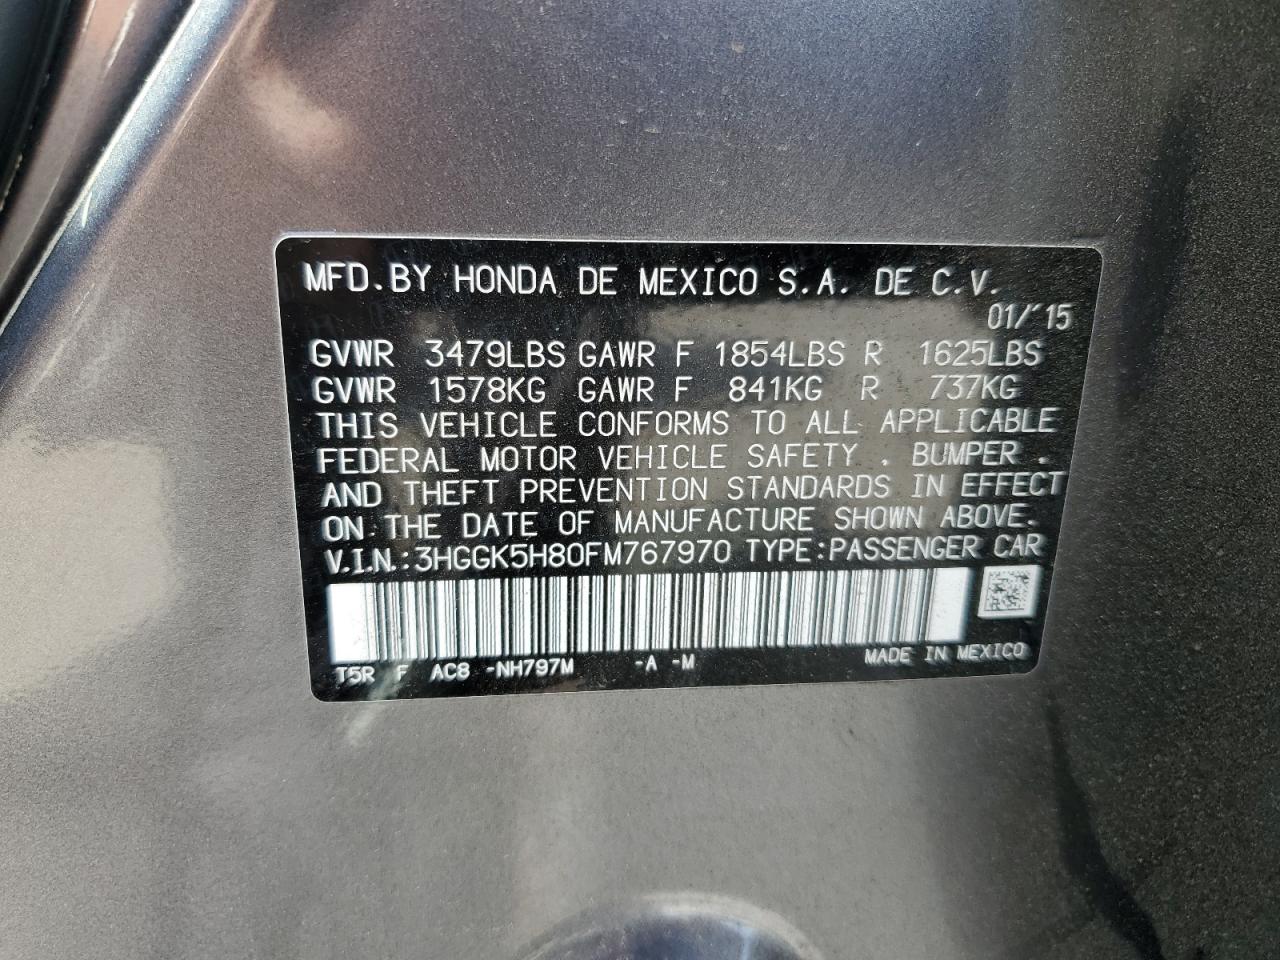 MFD.BY HONDA DE MEXICO S.A. DE C.V.
01/'15
GVWR 3479LBS GAWR F 1854LBS R 1625LBS
GVWR 1578KG GAWR F 841KG R 737KG
THIS VEHICLE CONFORMS TO ALL APPLICABLE
FEDERAL MOTOR VEHICLE SAFETY , BUMPER ,
AND THEFT PREVENTION STANDARDS IN EFFECT
ON THE DATE OF MANUFACTURE SHOWN ABOVE.
V.I.N.:3HGGK5H80FM767970 TYPE:PASSENGER CAR
T5R F AC8 -NH797M -A -M MADE IN MEXICO